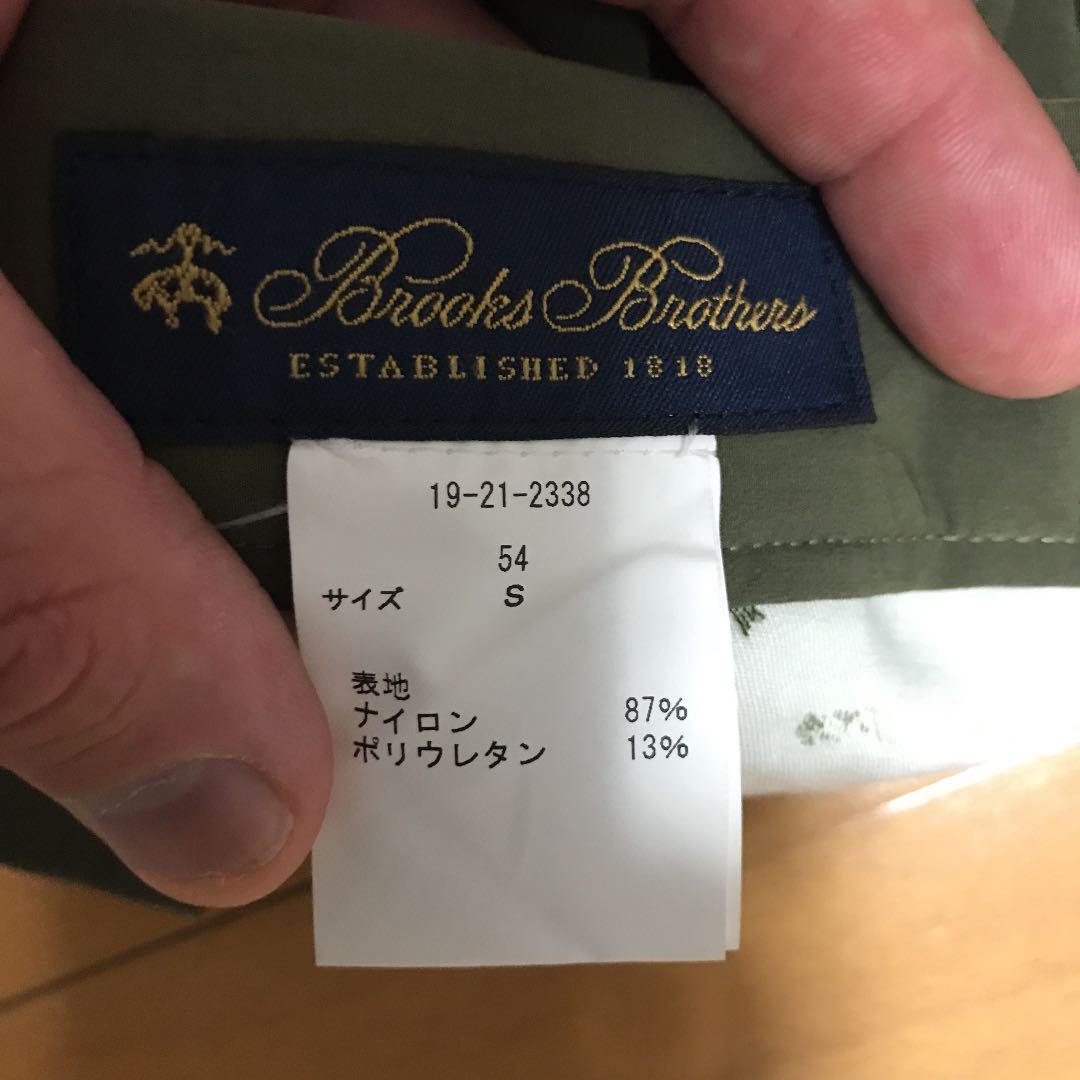 Brooks Brothers
ESTABLISHED 1818
19-21-2338
54
サイズ S
表地
ナイロン 87%
ポリウレタン 13%